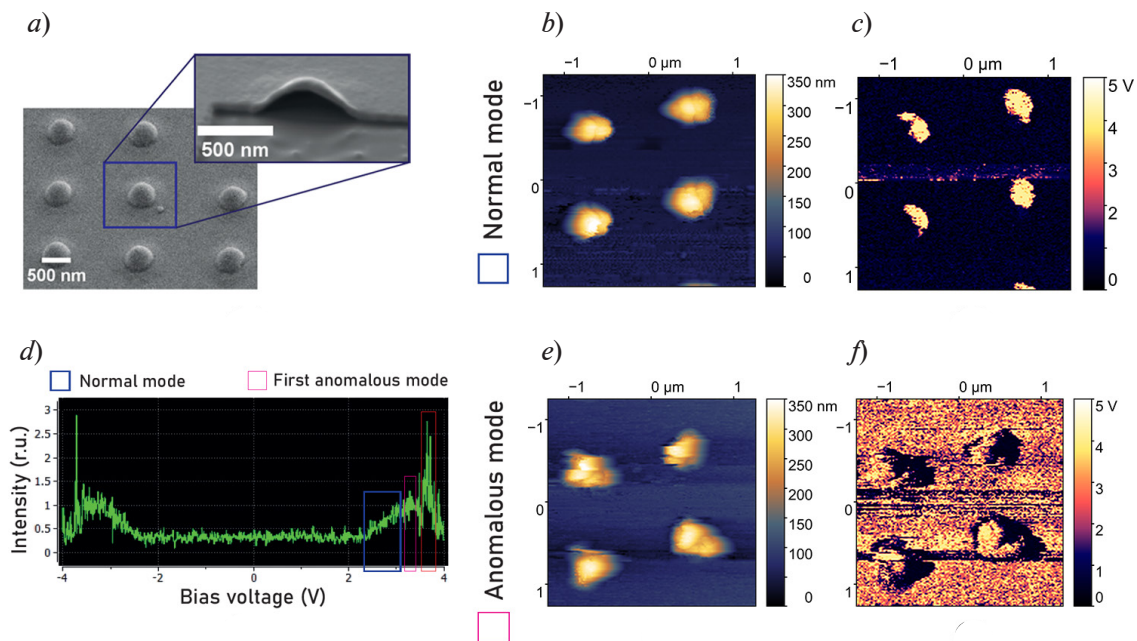 a)
500 nm
500 nm
b)
Normal mode
−1 0 µm 1
−1
0
1
350 nm
300
250
200
150
100
50
0
c)
−1 0 µm 1
−1
0
1
5 V
4
3
2
1
0
d)
Normal mode
First anomalous mode
Intensity (r.u.)
3
2.5
2
1.5
1
0.5
0
-4 -2 0 2 4
Bias voltage (V)
e)
Anomalous mode
−1 0 µm 1
−1
0
1
350 nm
300
250
200
150
100
50
0
f)
−1 0 µm 1
−1
0
1
5 V
4
3
2
1
0